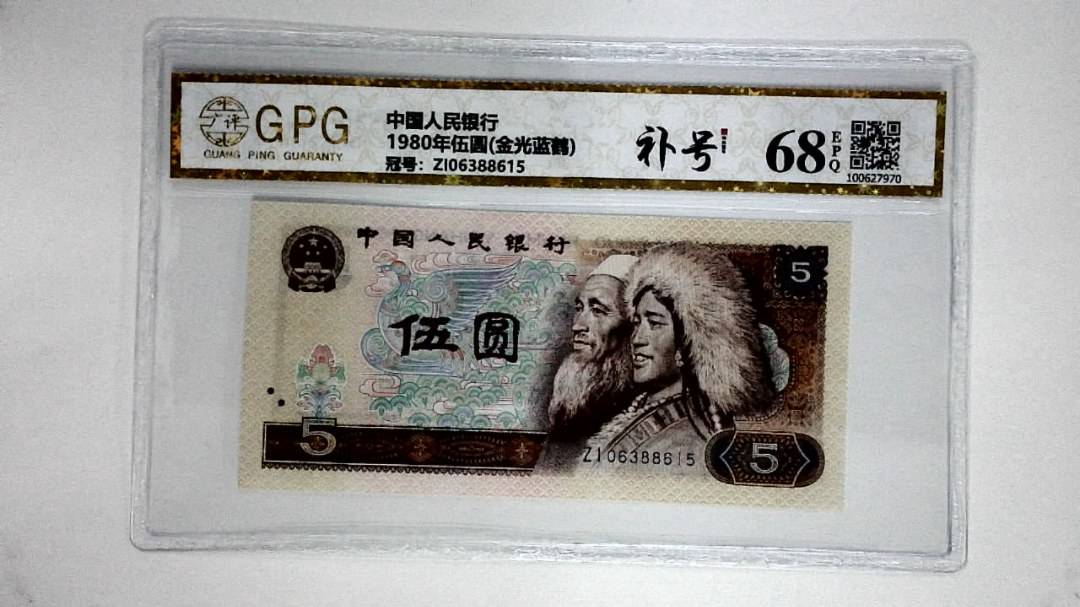 广评
GPG
GUANG PING GUARANTY
中国人民银行
1980年伍圆(金光蓝鹤)
冠号：ZI06388615
补号
68
EPQ
100627970
中国人民银行
5
伍圆
5
ZI06388615
5